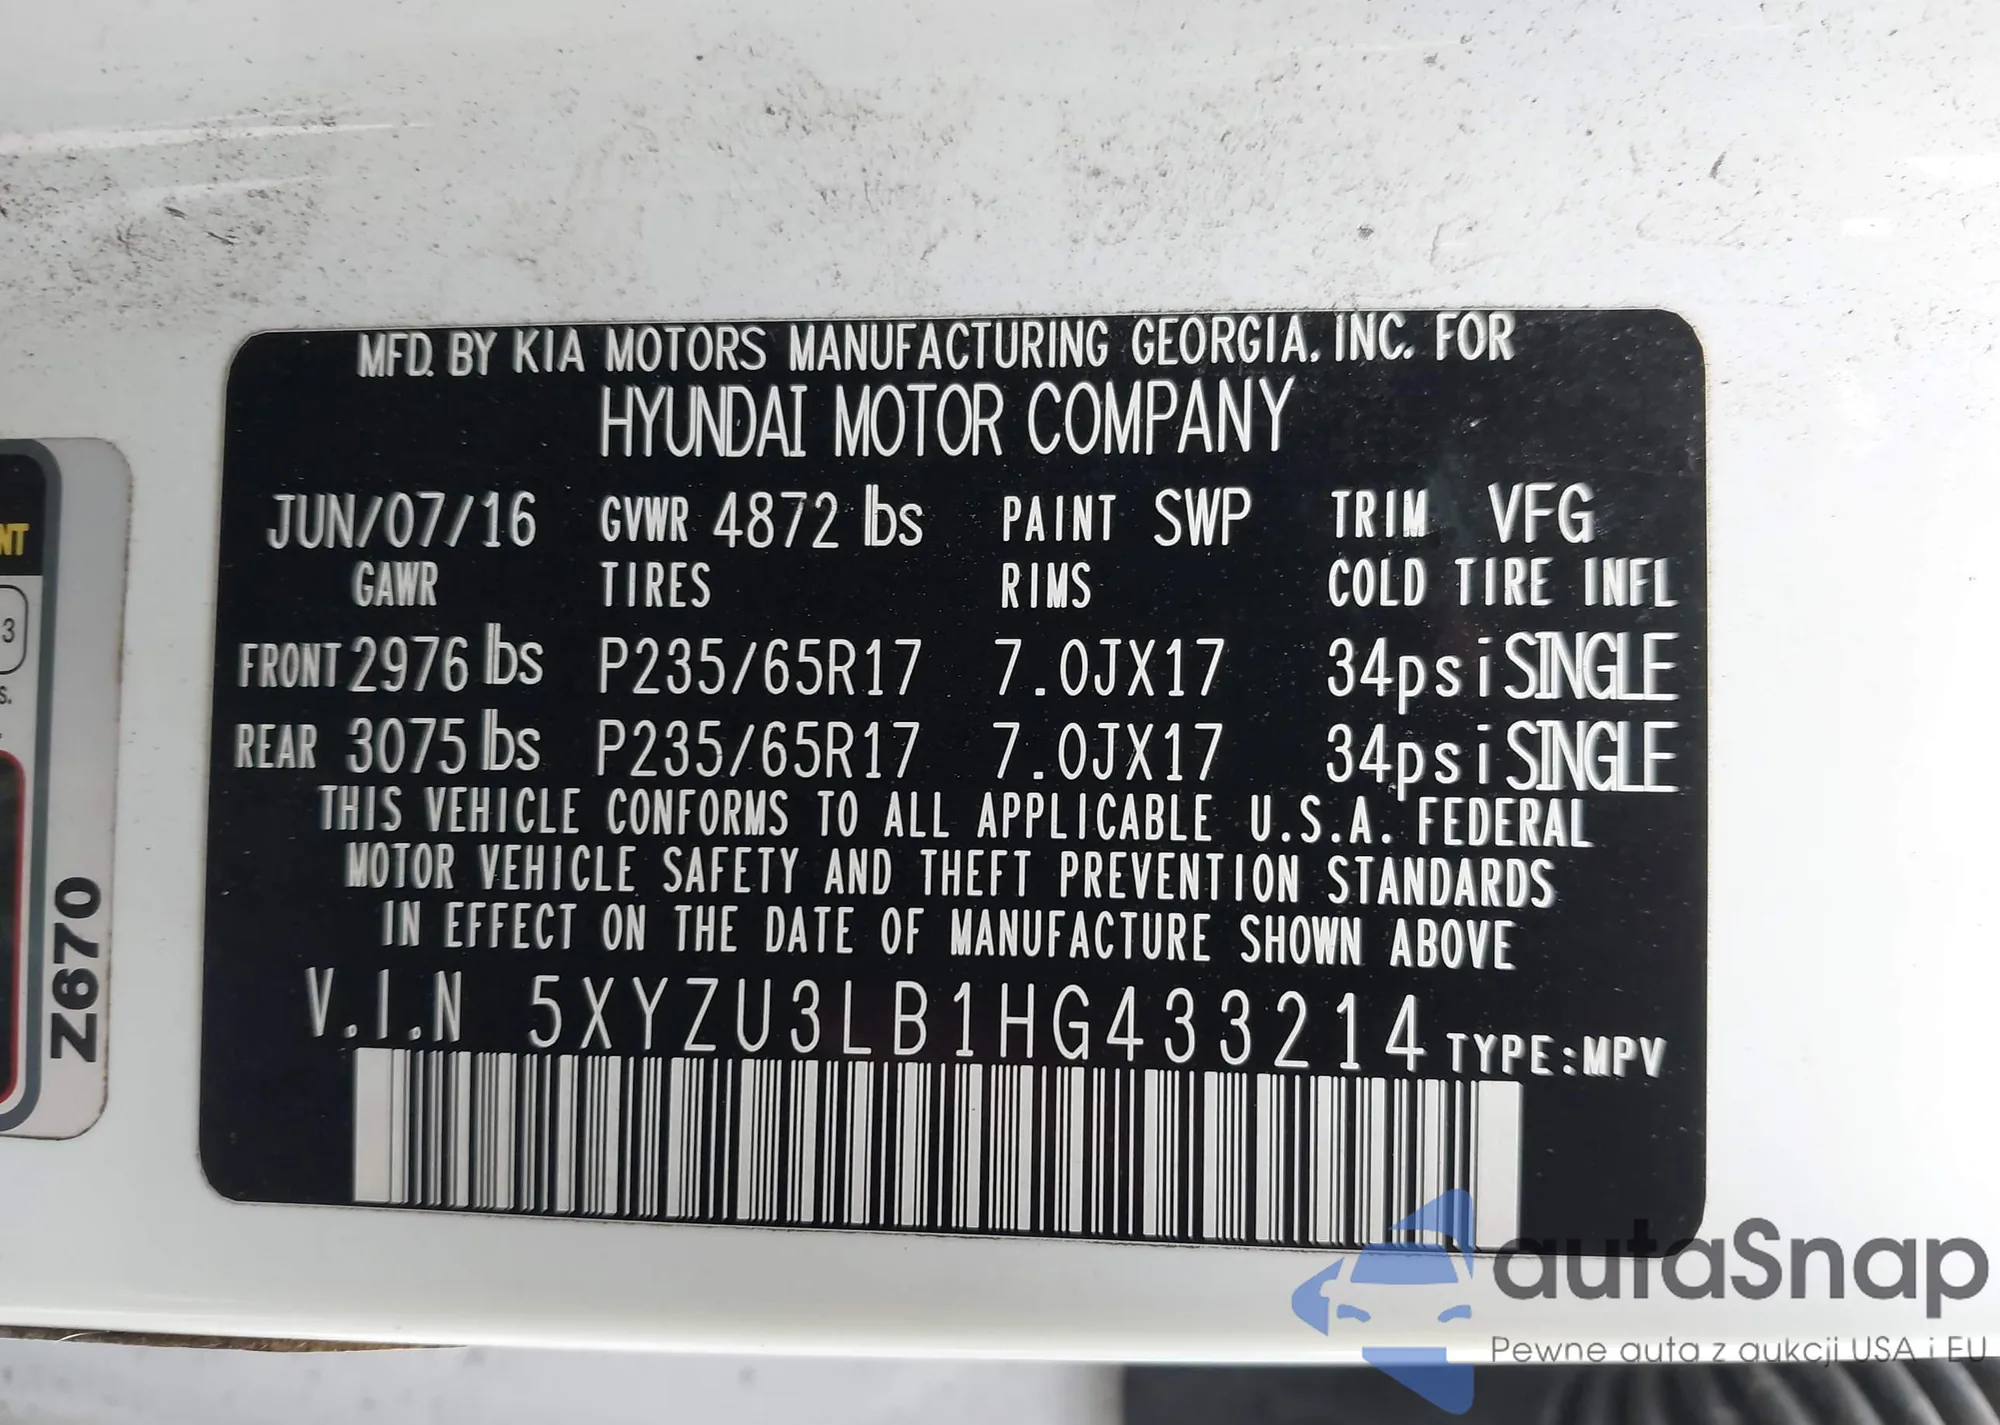 MFD. BY KIA MOTORS MANUFACTURING GEORGIA, INC. FOR
HYUNDAI MOTOR COMPANY
JUN/07/16 GVWR 4872 lbs PAINT SWP TRIM VFG
GAWR TIRES RIMS COLD TIRE INFL
FRONT 2976 lbs P235/65R17 7.0JX17 34psi SINGLE
REAR 3075 lbs P235/65R17 7.0JX17 34psi SINGLE
THIS VEHICLE CONFORMS TO ALL APPLICABLE U.S.A. FEDERAL
MOTOR VEHICLE SAFETY AND THEFT PREVENTION STANDARDS
IN EFFECT ON THE DATE OF MANUFACTURE SHOWN ABOVE
V.I.N 5XYZU3LB1HG433214 TYPE:MPV
NT
3
s.
Z670
autaSnap
Pewne auta z aukcji USA i EU